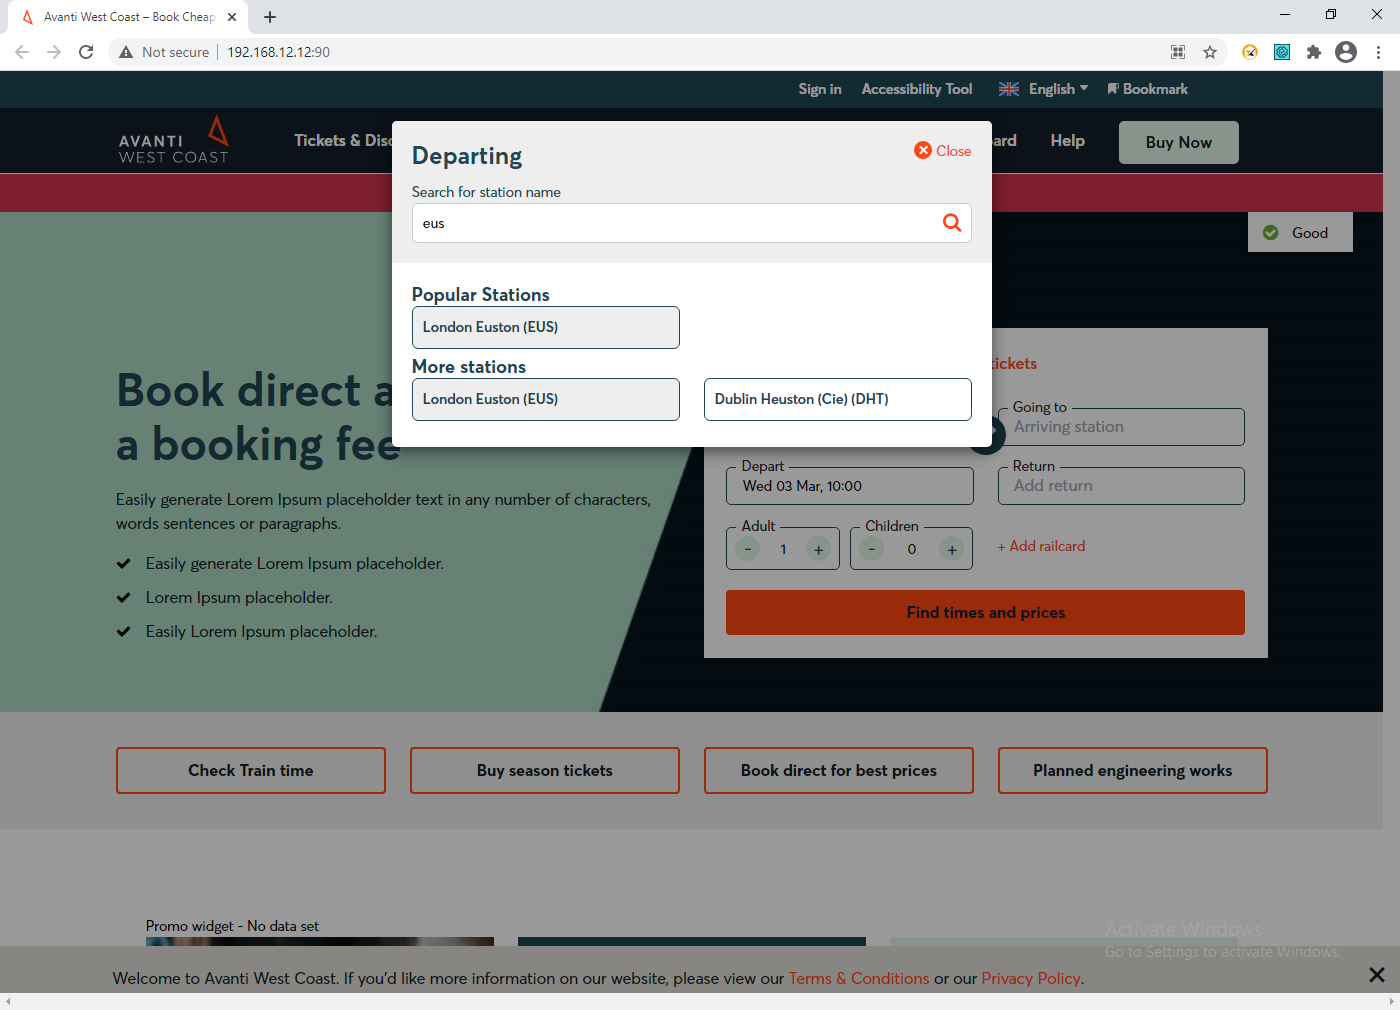 Avanti West Coast – Book Cheap
Not secure
192.168.12.12:90
Sign in
Accessibility Tool
English
Bookmark
AVANTI
WEST COAST
Tickets & Disc
ard
Help
Buy Now
Departing
Close
Search for station name
eus
Good
Popular Stations
London Euston (EUS)
More stations
London Euston (EUS)
Dublin Heuston (Cie) (DHT)
Book direct a
a booking fee
Easily generate Lorem Ipsum placeholder text in any number of characters,
words sentences or paragraphs.
Easily generate Lorem Ipsum placeholder.
Lorem Ipsum placeholder.
Easily Lorem Ipsum placeholder.
tickets
Going to
Arriving station
Depart
Wed 03 Mar, 10:00
Return
Add return
Adult
- 1 +
Children
- 0 +
+ Add railcard
Find times and prices
Check Train time
Buy season tickets
Book direct for best prices
Planned engineering works
Promo widget - No data set
Activate Windows
Go to Settings to activate Windows.
Welcome to Avanti West Coast. If you'd like more information on our website, please view our Terms & Conditions or our Privacy Policy.